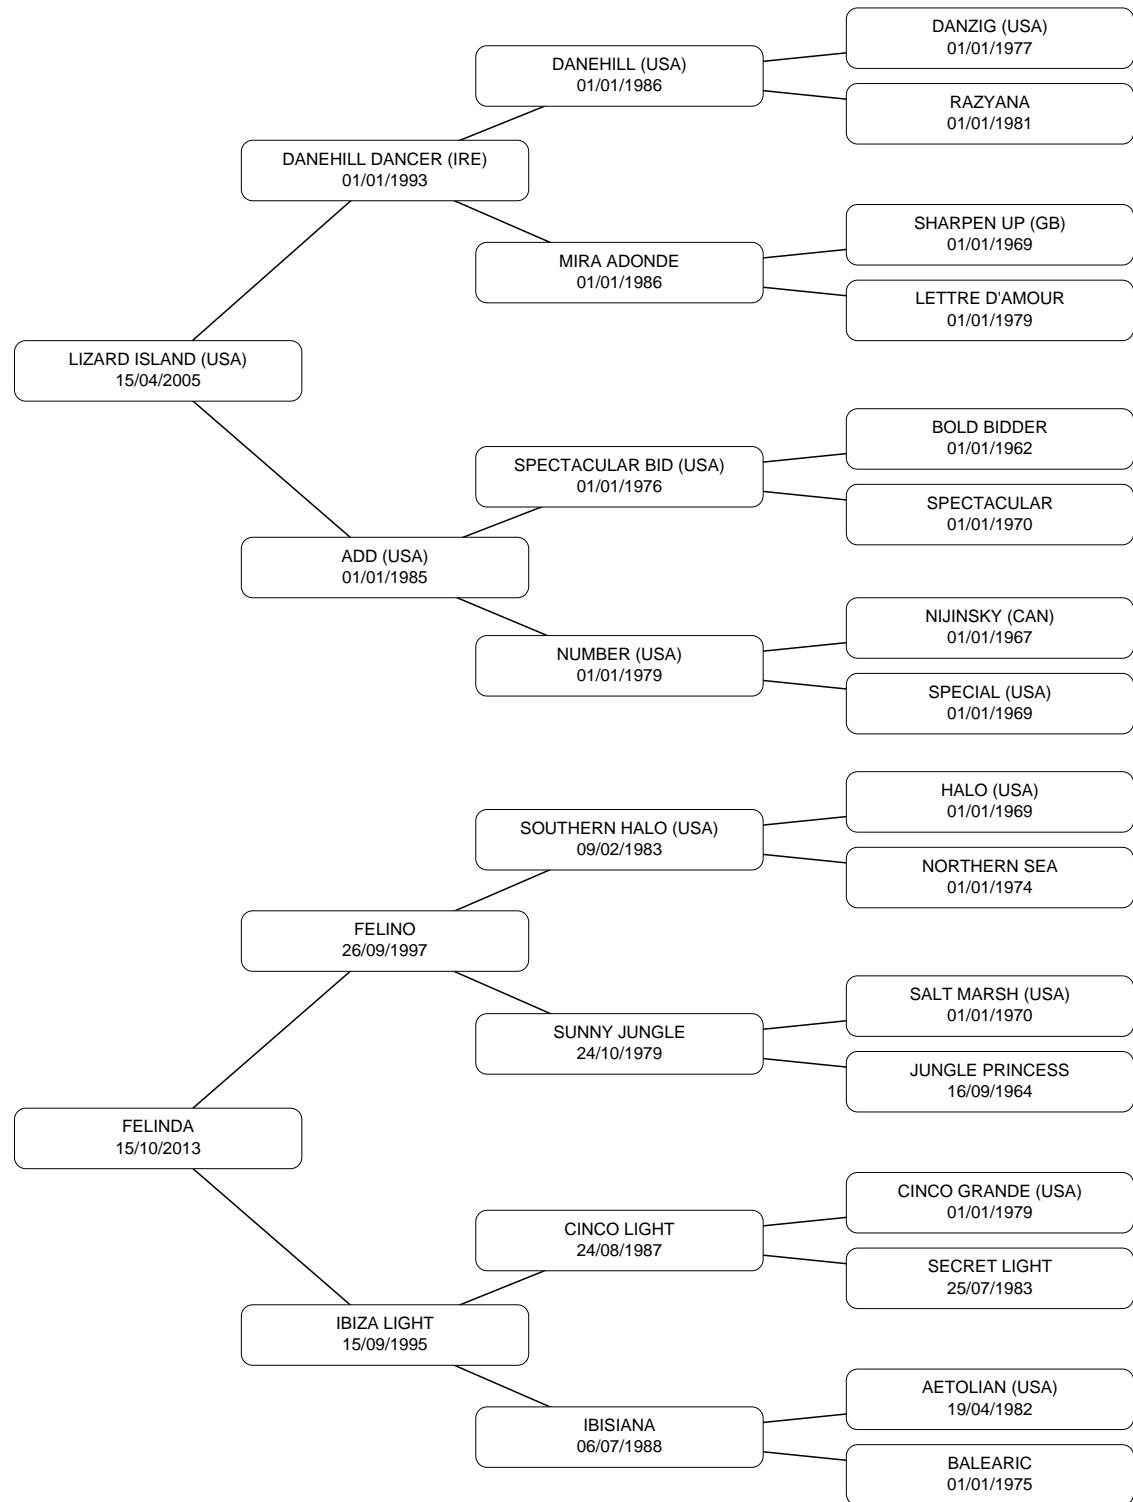 DANZIG (USA)
01/01/1977
DANEHILL (USA)
01/01/1986
RAZYANA
01/01/1981
DANEHILL DANCER (IRE)
01/01/1993
SHARPEN UP (GB)
01/01/1969
MIRA ADONDE
01/01/1986
LETTRE D'AMOUR
01/01/1979
LIZARD ISLAND (USA)
15/04/2005
BOLD BIDDER
01/01/1962
SPECTACULAR BID (USA)
01/01/1976
SPECTACULAR
01/01/1970
ADD (USA)
01/01/1985
NIJINSKY (CAN)
01/01/1967
NUMBER (USA)
01/01/1979
SPECIAL (USA)
01/01/1969
HALO (USA)
01/01/1969
SOUTHERN HALO (USA)
09/02/1983
NORTHERN SEA
01/01/1974
FELINO
26/09/1997
SALT MARSH (USA)
01/01/1970
SUNNY JUNGLE
24/10/1979
JUNGLE PRINCESS
16/09/1964
FELINDA
15/10/2013
CINCO GRANDE (USA)
01/01/1979
CINCO LIGHT
24/08/1987
SECRET LIGHT
25/07/1983
IBIZA LIGHT
15/09/1995
AETOLIAN (USA)
19/04/1982
IBISIANA
06/07/1988
BALEARIC
01/01/1975